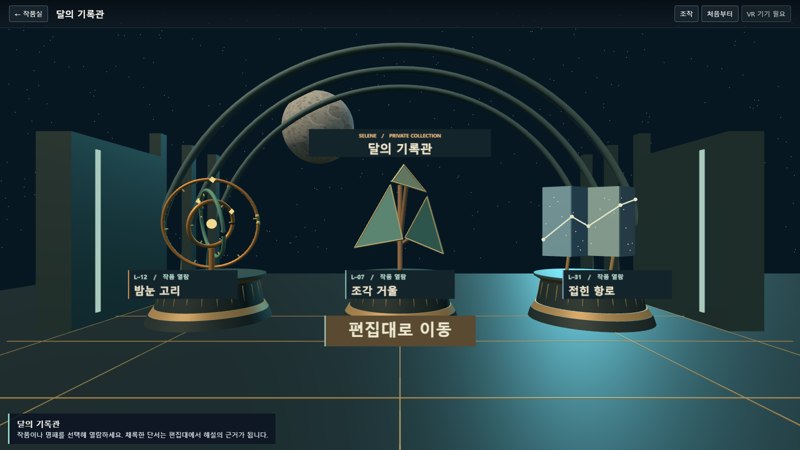 ← 작품실
달의 기록관
조작
처음부터
VR 기기 필요
SELENE / PRIVATE COLLECTION
달의 기록관
L-12 / 작품 열람
밤눈 고리
L-07 / 작품 열람
조각 거울
L-31 / 작품 열람
접힌 항로
편집대로 이동
달의 기록관
작품이나 명패를 선택해 열람하세요. 채록한 단서는 편집대에서 해설의 근거가 됩니다.